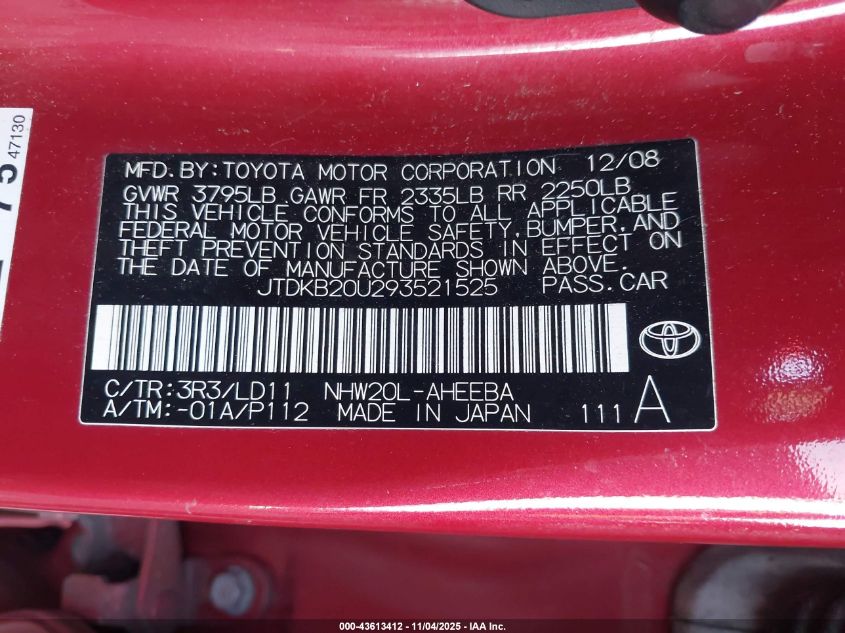 75
47130
MFD. BY: TOYOTA MOTOR CORPORATION 12/08
GVWR 3795LB GAWR FR 2335LB RR 2250LB
THIS VEHICLE CONFORMS TO ALL APPLICABLE
FEDERAL MOTOR VEHICLE SAFETY, BUMPER, AND
THEFT PREVENTION STANDARDS IN EFFECT ON
THE DATE OF MANUFACTURE SHOWN ABOVE.
JTDKB20U293521525 PASS. CAR
C/TR: 3R3/LD11 NHW20L-AHEEBA
A/TM: -01A/P112 MADE IN JAPAN 111 A
000-43613412 - 11/04/2025 - IAA Inc.